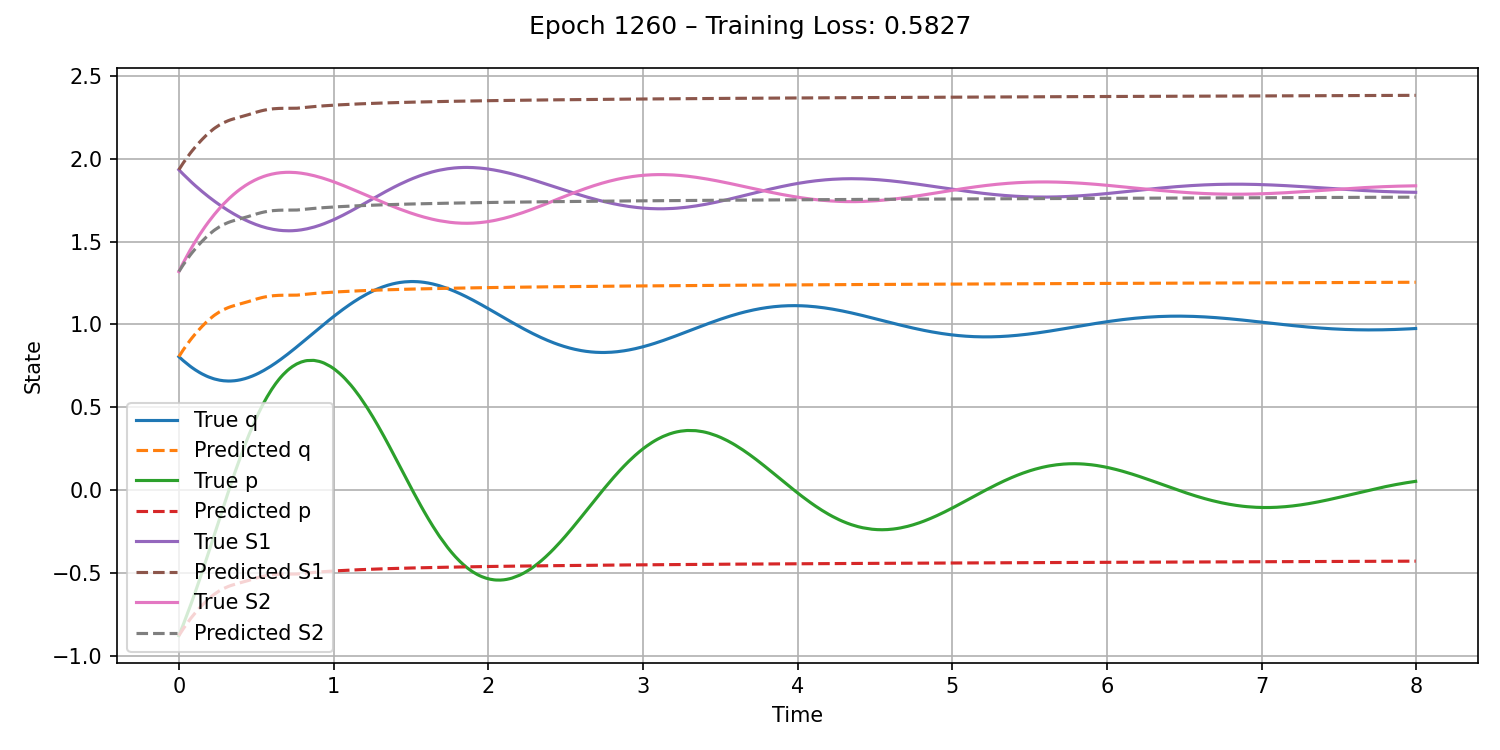 Epoch 1260 – Training Loss: 0.5827
2.5
2.0
1.5
1.0
0.5
0.0
−0.5
−1.0
State
True q
Predicted q
True p
Predicted p
True S1
Predicted S1
True S2
Predicted S2
0 1 2 3 4 5 6 7 8
Time